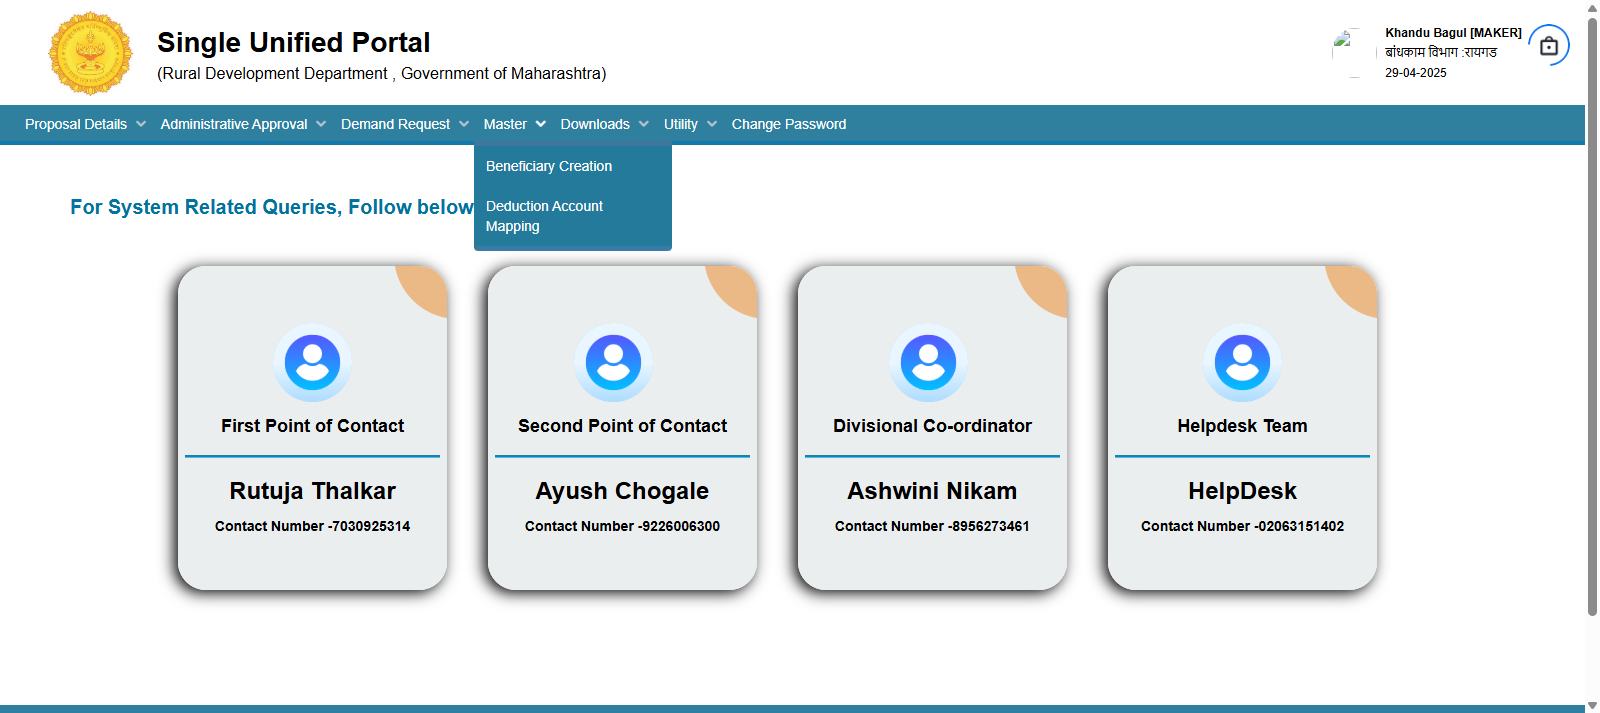 Single Unified Portal
(Rural Development Department , Government of Maharashtra)
Khandu Bagul [MAKER]
बांधकाम विभाग :रायगड
29-04-2025
Proposal Details Administrative Approval Demand Request Master Downloads Utility Change Password
Beneficiary Creation
Deduction Account
Mapping
For System Related Queries, Follow below
First Point of Contact
Rutuja Thalkar
Contact Number -7030925314
Second Point of Contact
Ayush Chogale
Contact Number -9226006300
Divisional Co-ordinator
Ashwini Nikam
Contact Number -8956273461
Helpdesk Team
HelpDesk
Contact Number -02063151402